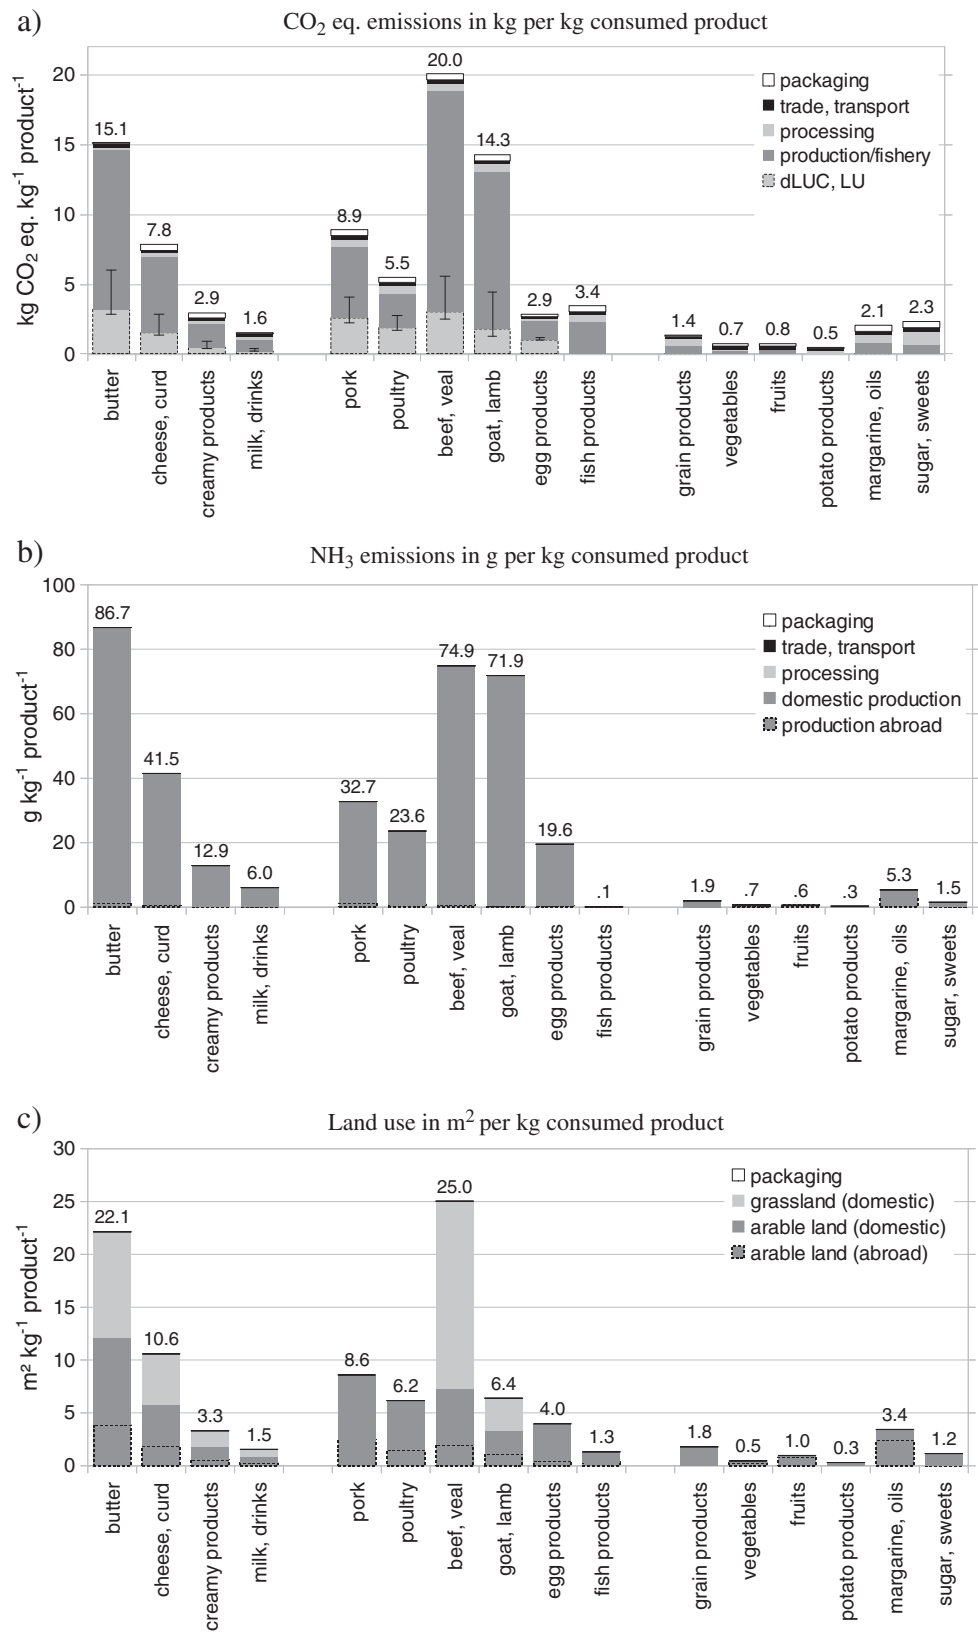 a)
CO2 eq. emissions in kg per kg consumed product
kg CO2 eq. kg-1 product-1
20
15
10
5
0
15.1
7.8
2.9
1.6
8.9
5.5
20.0
14.3
2.9
3.4
1.4
0.7
0.8
0.5
2.1
2.3
packaging
trade, transport
processing
production/fishery
dLUC, LU
butter
cheese, curd
creamy products
milk, drinks
pork
poultry
beef, veal
goat, lamb
egg products
fish products
grain products
vegetables
fruits
potato products
margarine, oils
sugar, sweets
b)
NH3 emissions in g per kg consumed product
g kg-1 product-1
100
80
60
40
20
0
86.7
41.5
12.9
6.0
32.7
23.6
74.9
71.9
19.6
.1
1.9
.7
.6
.3
5.3
1.5
packaging
trade, transport
processing
domestic production
production abroad
butter
cheese, curd
creamy products
milk, drinks
pork
poultry
beef, veal
goat, lamb
egg products
fish products
grain products
vegetables
fruits
potato products
margarine, oils
sugar, sweets
c)
Land use in m2 per kg consumed product
m² kg-1 product-1
30
25
20
15
10
5
0
22.1
10.6
3.3
1.5
8.6
6.2
25.0
6.4
4.0
1.3
1.8
0.5
1.0
0.3
3.4
1.2
packaging
grassland (domestic)
arable land (domestic)
arable land (abroad)
butter
cheese, curd
creamy products
milk, drinks
pork
poultry
beef, veal
goat, lamb
egg products
fish products
grain products
vegetables
fruits
potato products
margarine, oils
sugar, sweets